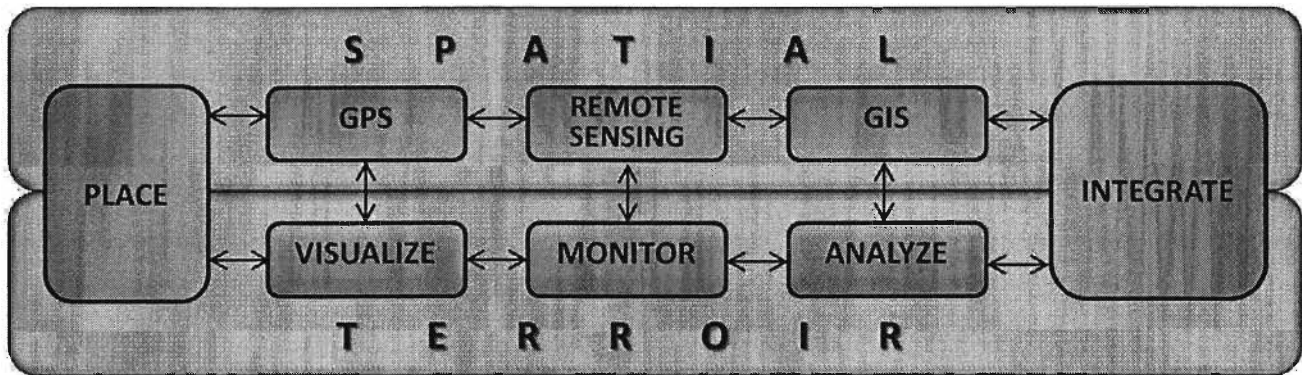 S P A T I A L
PLACE
GPS
REMOTE
SENSING
GIS
INTEGRATE
VISUALIZE
MONITOR
ANALYZE
T E R R O I R